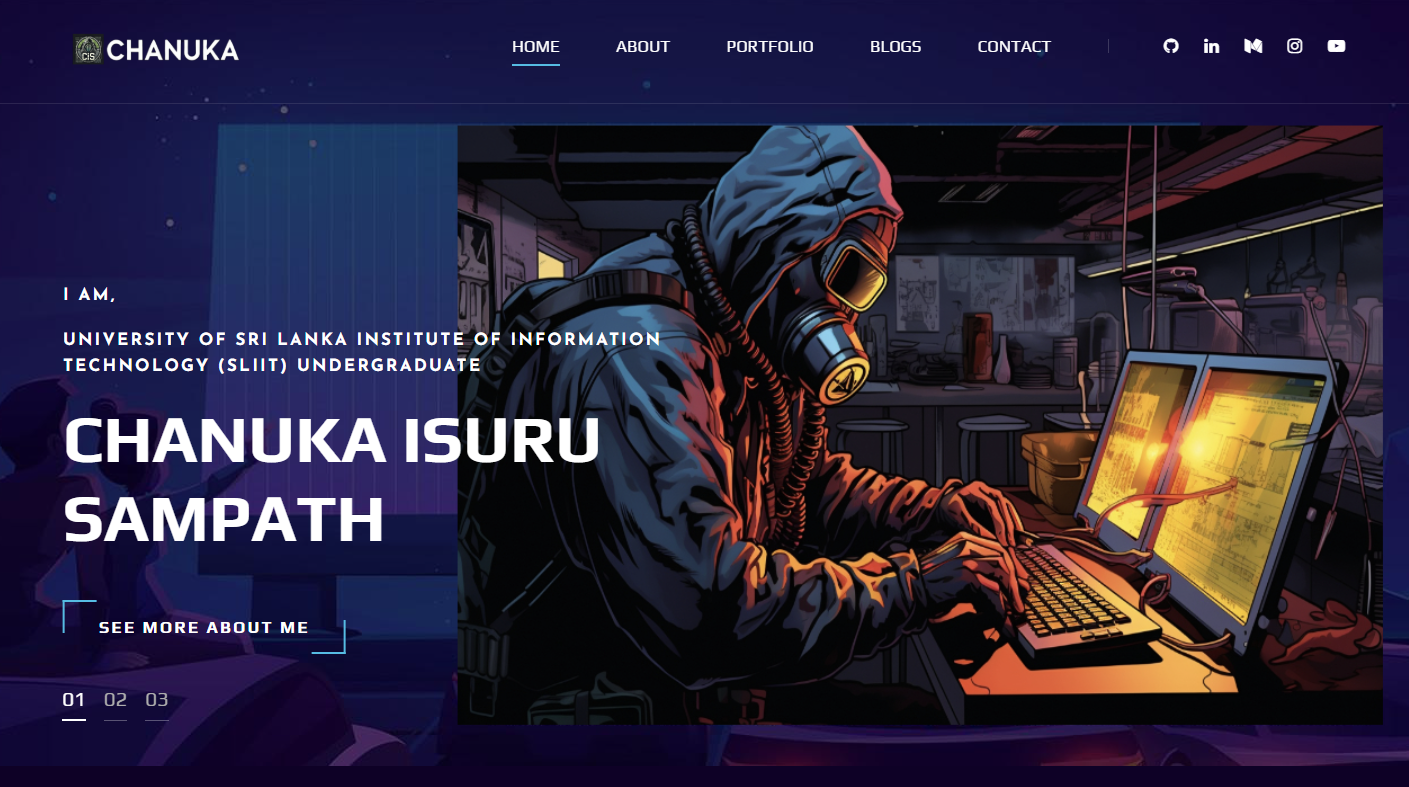 CiS CHANUKA
HOME ABOUT PORTFOLIO BLOGS CONTACT
I AM,
UNIVERSITY OF SRI LANKA INSTITUTE OF INFORMATION
TECHNOLOGY (SLIIT) UNDERGRADUATE
CHANUKA ISURU
SAMPATH
SEE MORE ABOUT ME
01 02 03